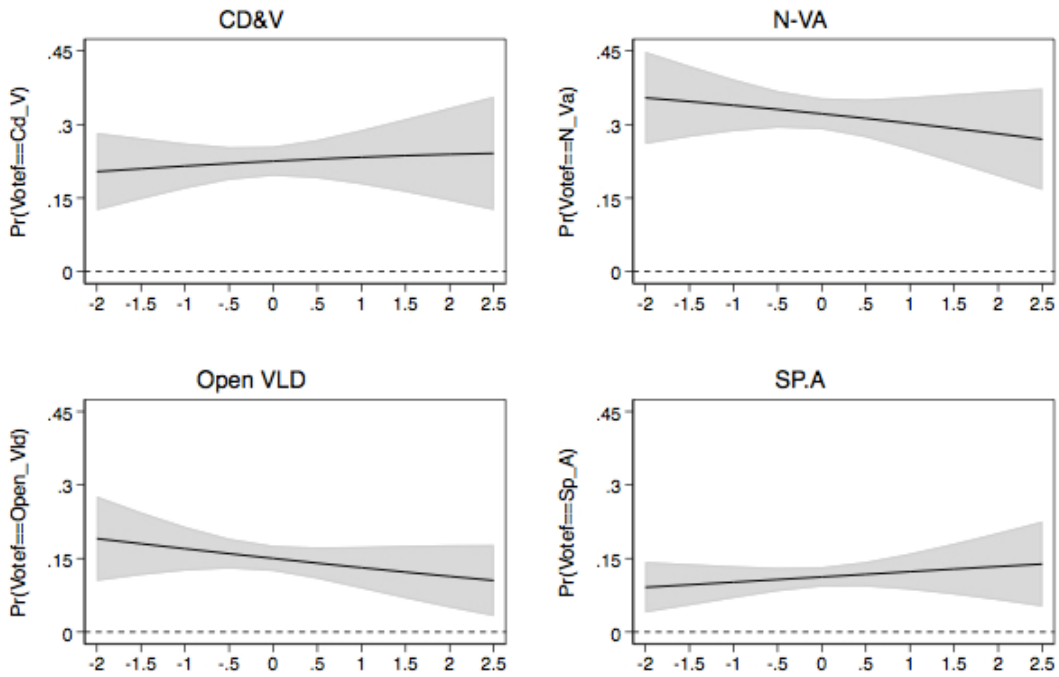 CD&V
Pr(Votef==Cd_V)
.45
.3
.15
0
-2 -1.5 -1 -.5 0 .5 1 1.5 2 2.5
N-VA
Pr(Votef==N_Va)
.45
.3
.15
0
-2 -1.5 -1 -.5 0 .5 1 1.5 2 2.5
Open VLD
Pr(Votef==Open_Vld)
.45
.3
.15
0
-2 -1.5 -1 -.5 0 .5 1 1.5 2 2.5
SP.A
Pr(Votef==Sp_A)
.45
.3
.15
0
-2 -1.5 -1 -.5 0 .5 1 1.5 2 2.5